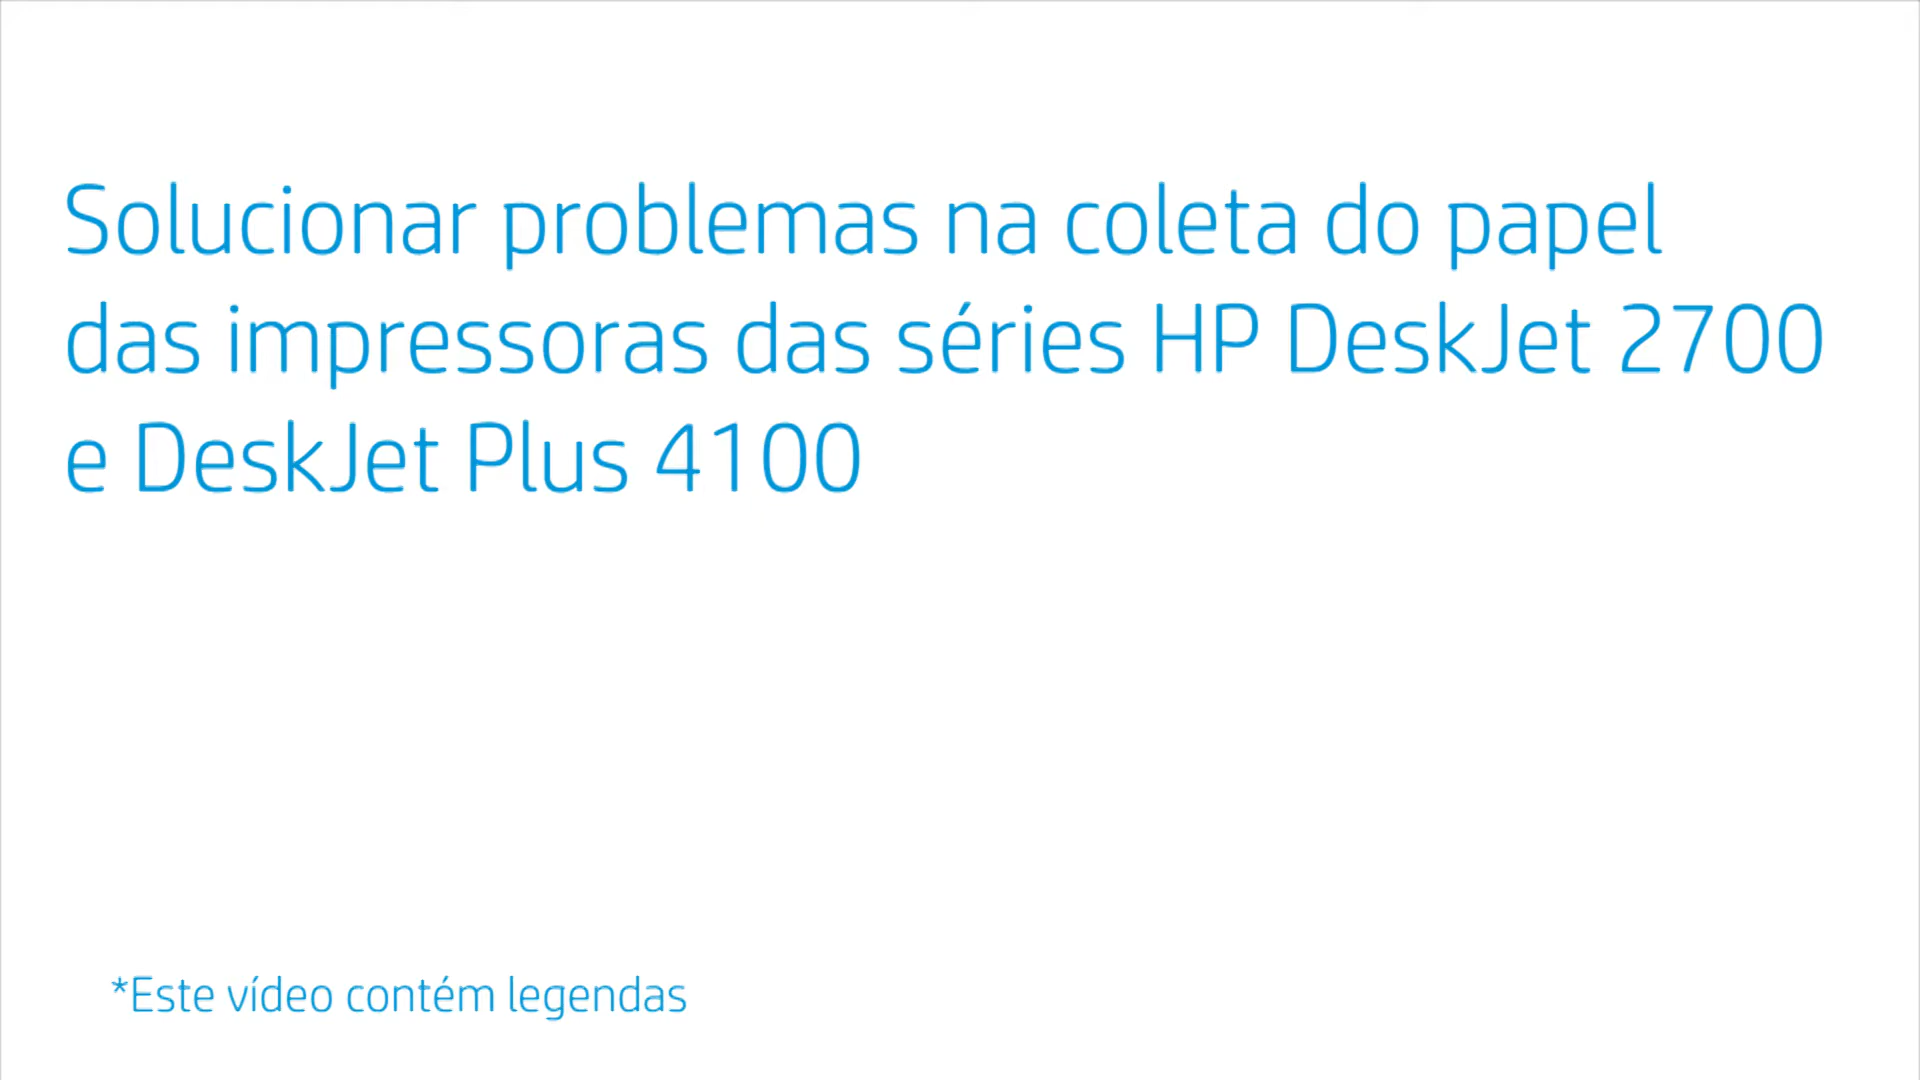 Solucionar problemas na coleta do papel
das impressoras das séries HP DeskJet 2700
e DeskJet Plus 4100
*Este vídeo contém legendas